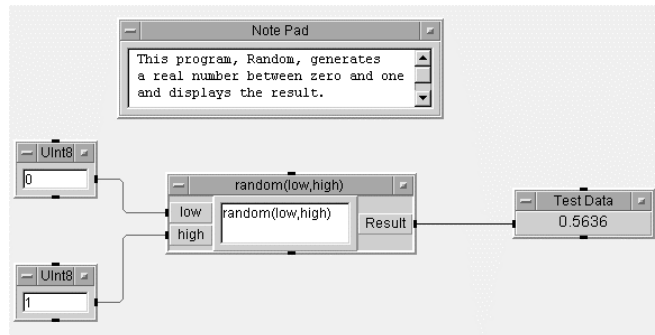 Note Pad
This program, Random, generates
a real number between zero and one
and displays the result.
UInt8
0
random(low,high)
low
high
random(low,high)
Result
Test Data
0.5636
UInt8
1